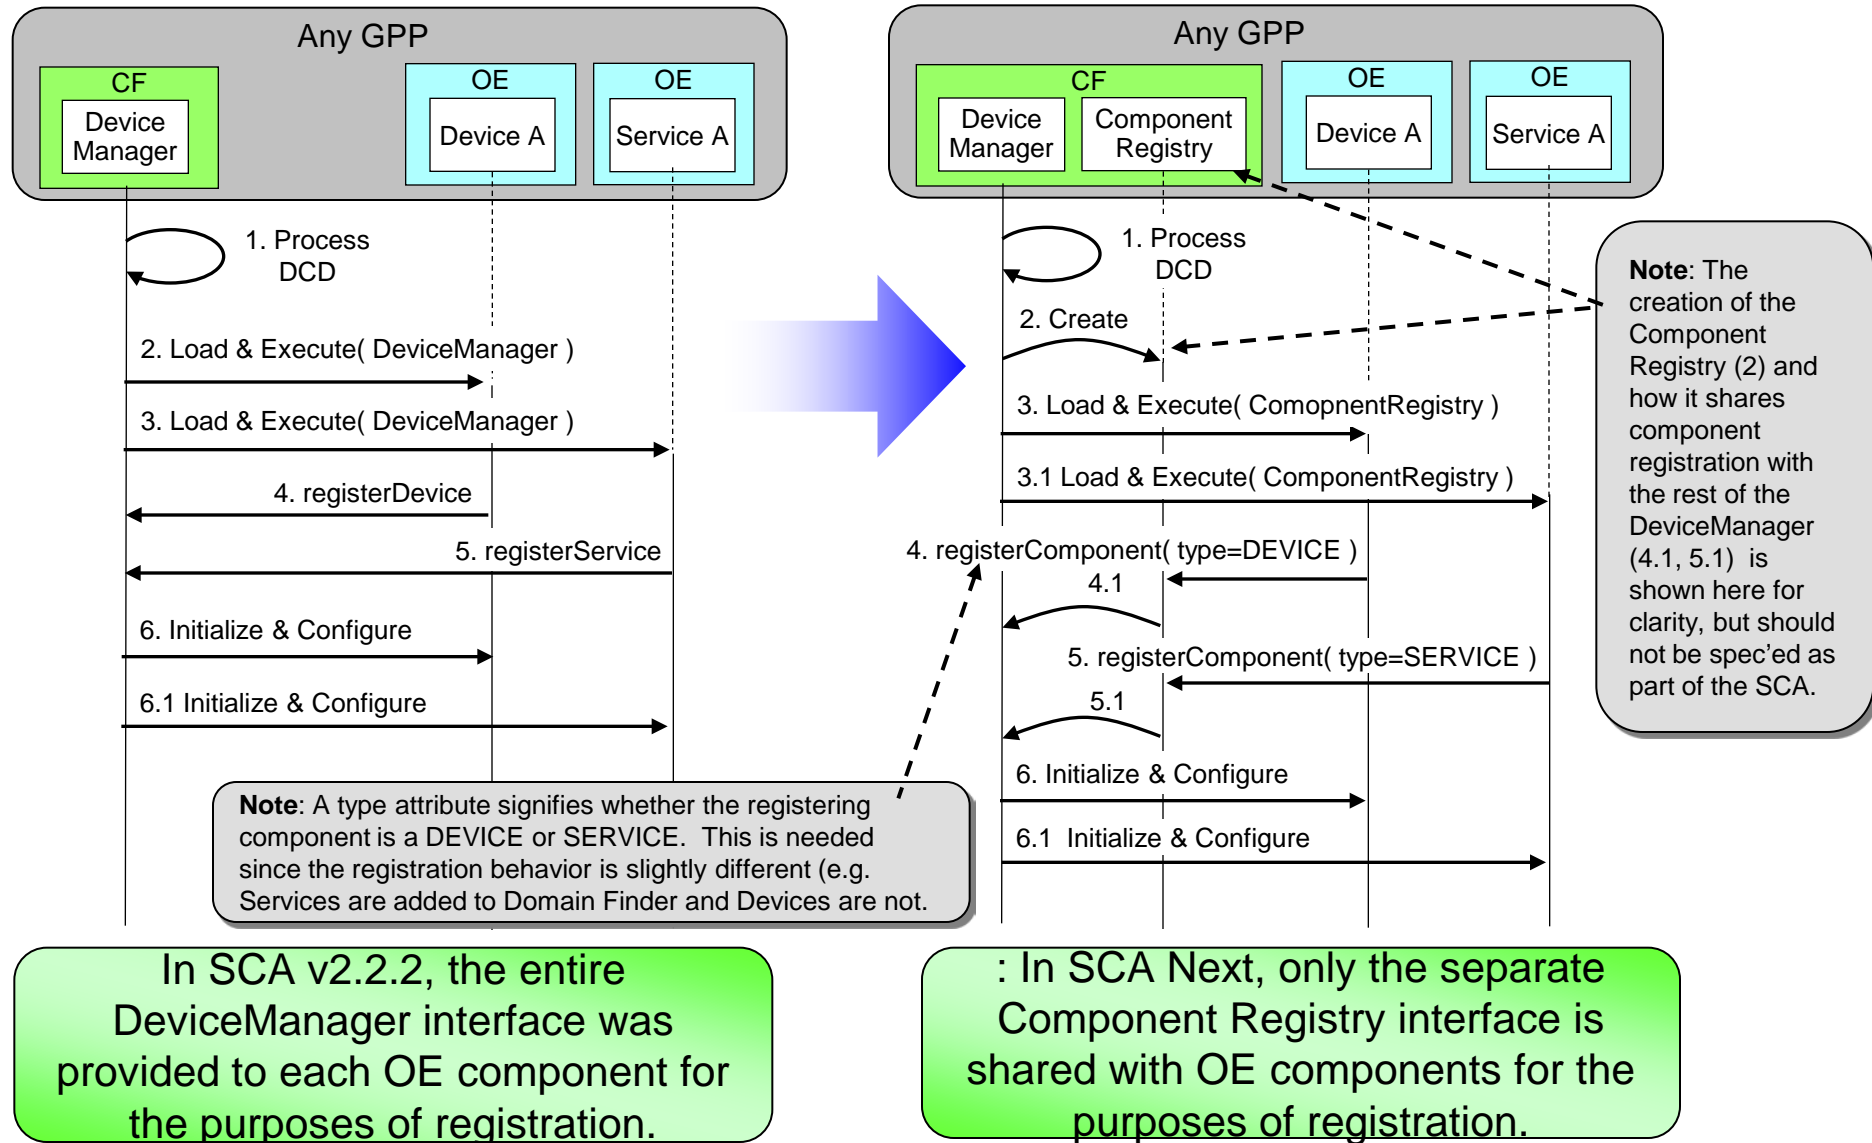 Any GPP
CF
Device
Manager
OE
Device A
OE
Service A
1. Process
DCD
2. Load & Execute( DeviceManager )
3. Load & Execute( DeviceManager )
4. registerDevice
5. registerService
6. Initialize & Configure
6.1 Initialize & Configure
Note: A type attribute signifies whether the registering
component is a DEVICE or SERVICE.  This is needed
since the registration behavior is slightly different (e.g.
Services are added to Domain Finder and Devices are not.
In SCA v2.2.2, the entire
DeviceManager interface was
provided to each OE component for
the purposes of registration.
Any GPP
CF
Device
Manager
Component
Registry
OE
Device A
OE
Service A
1. Process
DCD
2. Create
3. Load & Execute( ComopnentRegistry )
3.1 Load & Execute( ComponentRegistry )
4. registerComponent( type=DEVICE )
4.1
5. registerComponent( type=SERVICE )
5.1
6. Initialize & Configure
6.1  Initialize & Configure
Note: The
creation of the
Component
Registry (2) and
how it shares
component
registration with
the rest of the
DeviceManager
(4.1, 5.1)  is
shown here for
clarity, but should
not be spec’ed as
part of the SCA.
: In SCA Next, only the separate
Component Registry interface is
shared with OE components for the
purposes of registration.